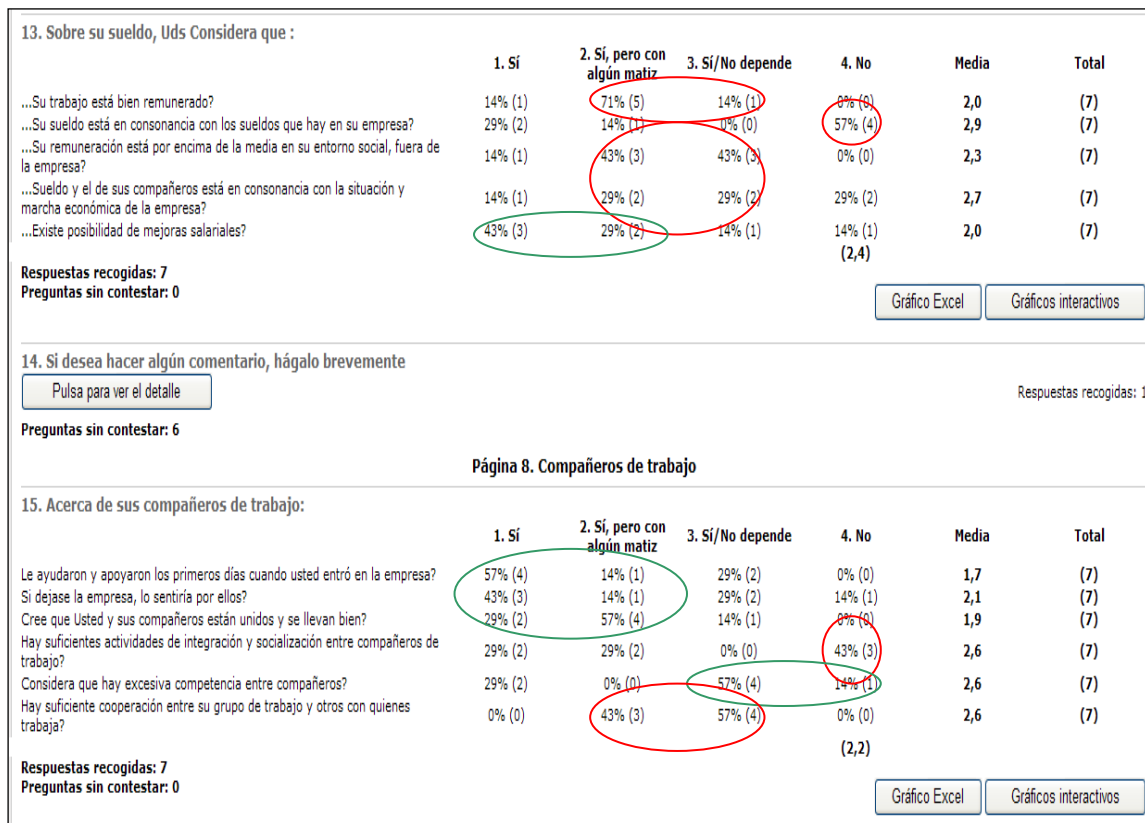 13. Sobre su sueldo, Uds Considera que :
1. Sí 2. Sí, pero con algún matiz 3. Sí/No depende 4. No Media Total
...Su trabajo está bien remunerado? 14% (1) 71% (5) 14% (1) 0% (0) 2,0 (7)
...Su sueldo está en consonancia con los sueldos que hay en su empresa? 29% (2) 14% (1) 0% (0) 57% (4) 2,9 (7)
...Su remuneración está por encima de la media en su entorno social, fuera de
la empresa? 14% (1) 43% (3) 43% (3) 0% (0) 2,3 (7)
...Sueldo y el de sus compañeros está en consonancia con la situación y
marcha económica de la empresa? 14% (1) 29% (2) 29% (2) 29% (2) 2,7 (7)
...Existe posibilidad de mejoras salariales? 43% (3) 29% (2) 14% (1) 14% (1) 2,0 (7)
(2,4)
Respuestas recogidas: 7
Preguntas sin contestar: 0
Gráfico Excel Gráficos interactivos
14. Si desea hacer algún comentario, hágalo brevemente
Pulsa para ver el detalle Respuestas recogidas: 1
Preguntas sin contestar: 6
Página 8. Compañeros de trabajo
15. Acerca de sus compañeros de trabajo:
1. Sí 2. Sí, pero con algún matiz 3. Sí/No depende 4. No Media Total
Le ayudaron y apoyaron los primeros días cuando usted entró en la empresa? 57% (4) 14% (1) 29% (2) 0% (0) 1,7 (7)
Si dejase la empresa, lo sentiría por ellos? 43% (3) 14% (1) 29% (2) 14% (1) 2,1 (7)
Cree que Usted y sus compañeros están unidos y se llevan bien? 29% (2) 57% (4) 14% (1) 0% (0) 1,9 (7)
Hay suficientes actividades de integración y socialización entre compañeros de
trabajo? 29% (2) 29% (2) 0% (0) 43% (3) 2,6 (7)
Considera que hay excesiva competencia entre compañeros? 29% (2) 0% (0) 57% (4) 14% (1) 2,6 (7)
Hay suficiente cooperación entre su grupo de trabajo y otros con quienes
trabaja? 0% (0) 43% (3) 57% (4) 0% (0) 2,6 (7)
(2,2)
Respuestas recogidas: 7
Preguntas sin contestar: 0
Gráfico Excel Gráficos interactivos